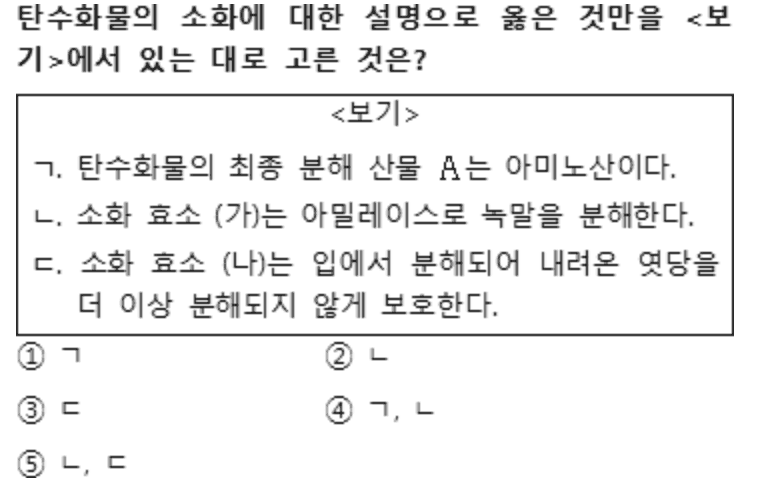 탄수화물의 소화에 대한 설명으로 옳은 것만을 <보
기>에서 있는 대로 고른 것은?
<보기>
ㄱ. 탄수화물의 최종 분해 산물 A는 아미노산이다.
ㄴ. 소화 효소 (가)는 아밀레이스로 녹말을 분해한다.
ㄷ. 소화 효소 (나)는 입에서 분해되어 내려온 엿당을
더 이상 분해되지 않게 보호한다.
① ㄱ ② ㄴ
③ ㄷ ④ ㄱ, ㄴ
⑤ ㄴ, ㄷ